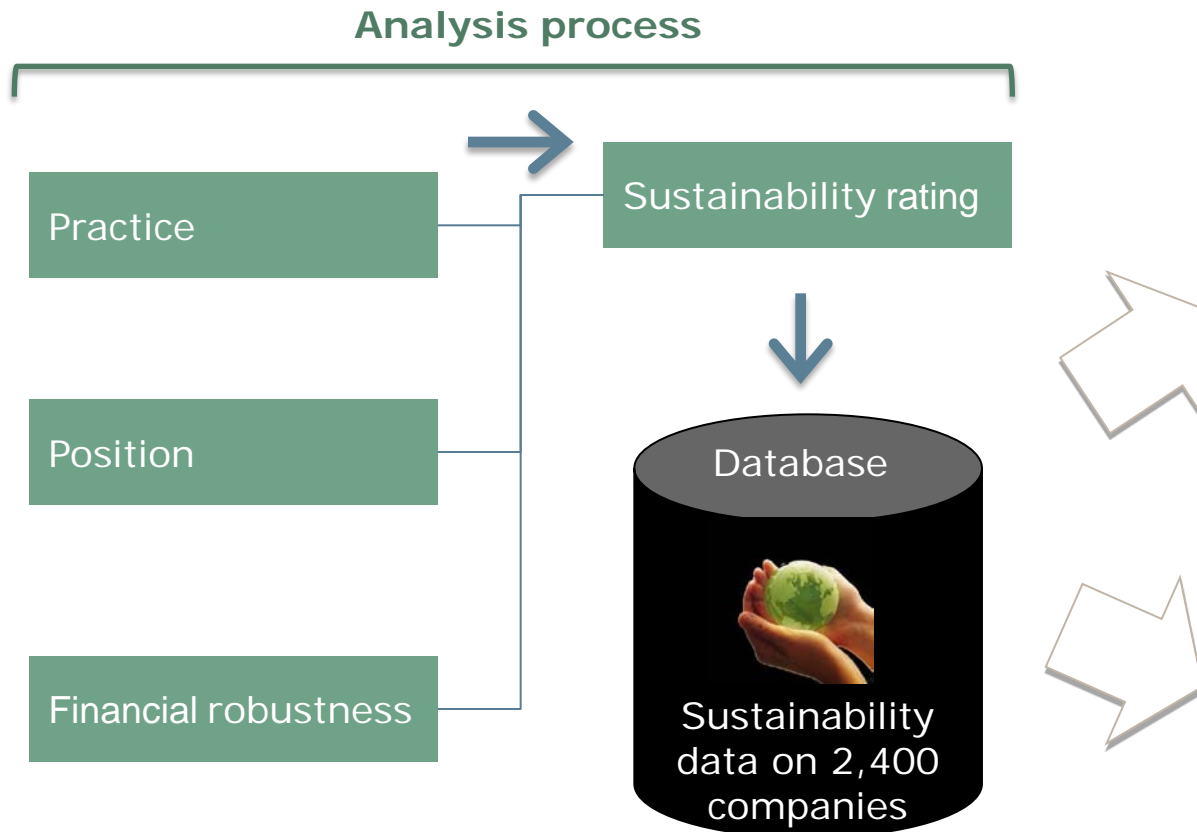 Analysis process
Practice
Sustainability rating
Position
Database
Financial robustness
Sustainability
data on 2,400
companies